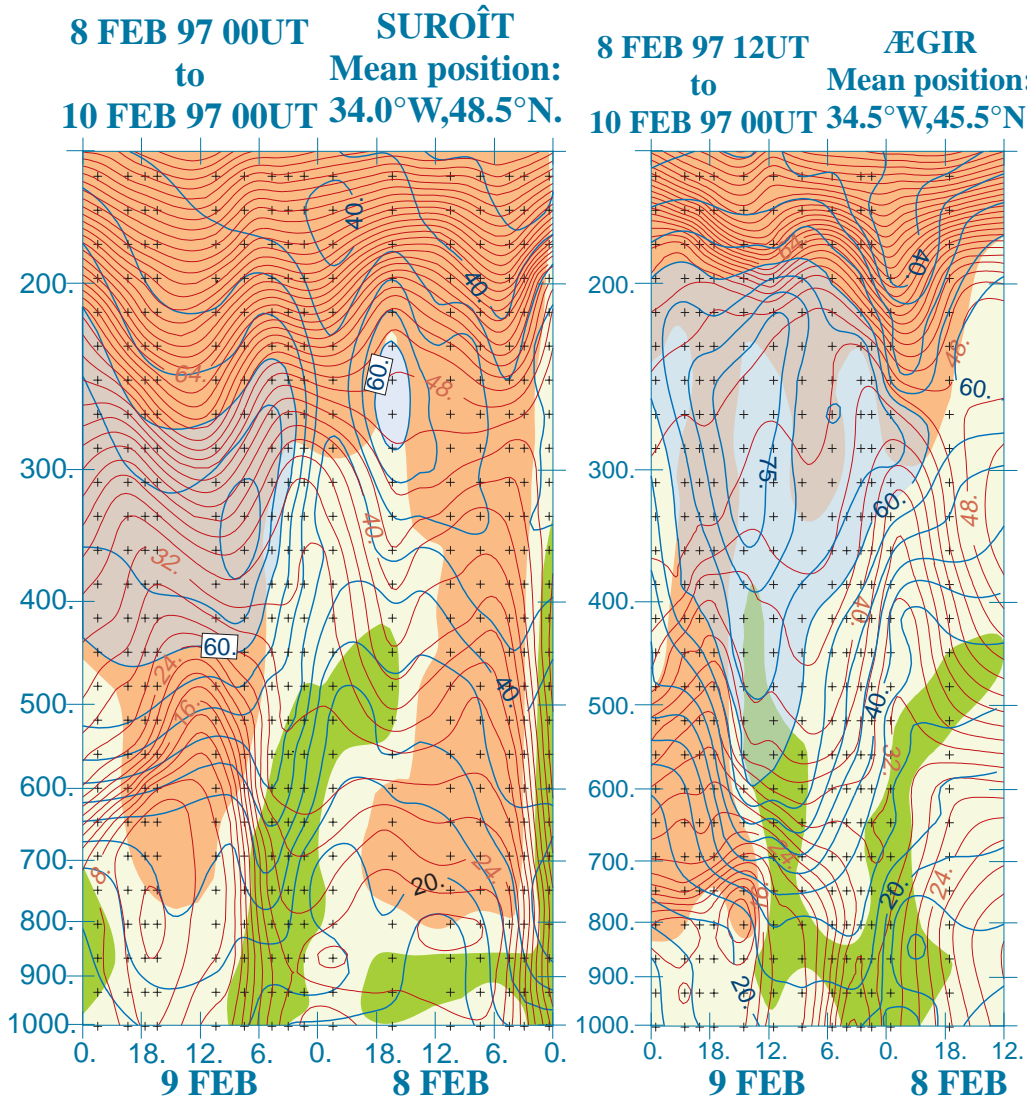 8 FEB 97 00UT
to
10 FEB 97 00UT
SUROÎT
Mean position:
34.0°W,48.5°N.
8 FEB 97 12UT
to
10 FEB 97 00UT
ÆGIR
Mean position:
34.5°W,45.5°N
200.
300.
400.
500.
600.
700.
800.
900.
1000.
40.
40.
64.
60.
48.
40.
32.
60.
24.
16.
40.
8.
20.
24.
0. 18. 12. 6. 0. 18. 12. 6. 0.
9 FEB 8 FEB
200.
300.
400.
500.
600.
700.
800.
900.
1000.
64.
40.
48.
60.
75.
60.
48.
40.
40.
32.
24.
16.
20.
24.
20.
0. 18. 12. 6. 0. 18. 12.
9 FEB 8 FEB